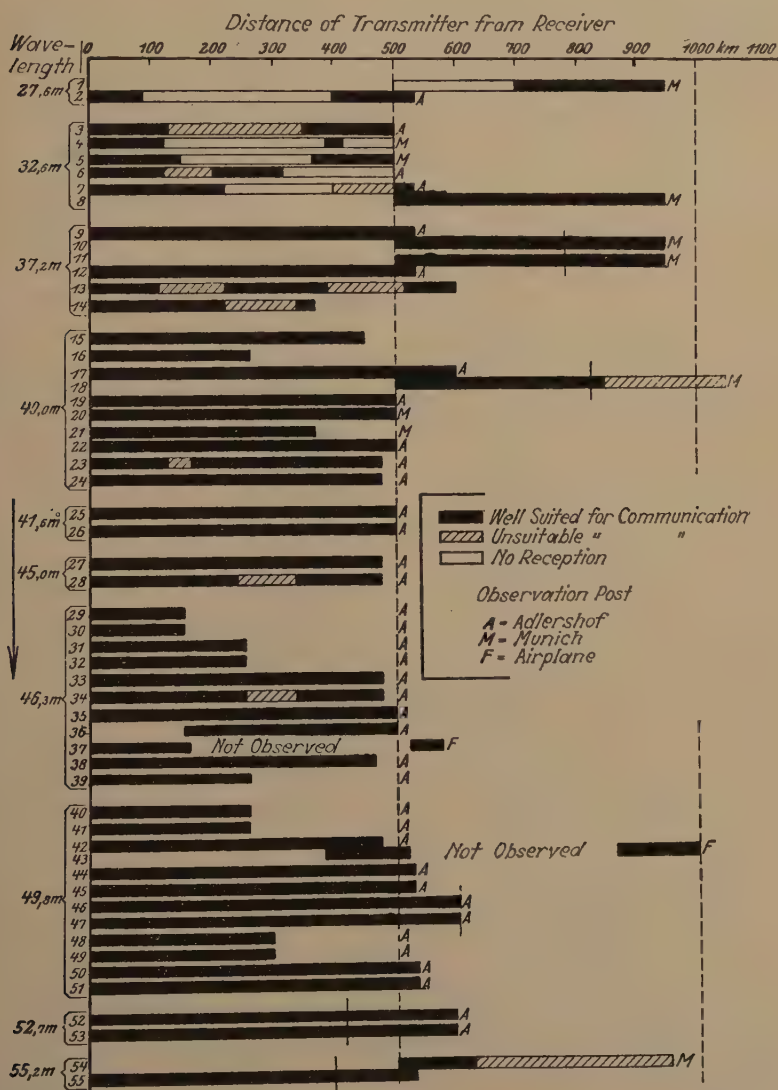 Distance of Transmitter from Receiver
Wave-
length
0 100 200 300 400 500 600 700 800 900 1000 km
27,6m
1 M
2 A
32,6m
3 A
4 M
5 M
6 A
7 A
8 M
37,2m
9 A
10 M
11 M
12 A
13
14
40,0m
15
16
17 A
18 M
19 A
20 M
21 M
22 A
23 A
24 A
41,6m
25 A
26 A
45,0m
27 A
28 A
46,3m
29 A
30 A
31 A
32 A
33 A
34 A
35 A
36 A
37 Not Observed F
38 A
39 A
49,8m
40 A
41 A
42 A
43 Not Observed F
44 A
45 A
46 A
47 A
48 A
49 A
50 A
51 A
52,7m
52 A
53 A
55,2m
54 M
55
Well Suited for Communication
Unsuitable " "
No Reception
Observation Post
A = Adlershof
M = Munich
F = Airplane